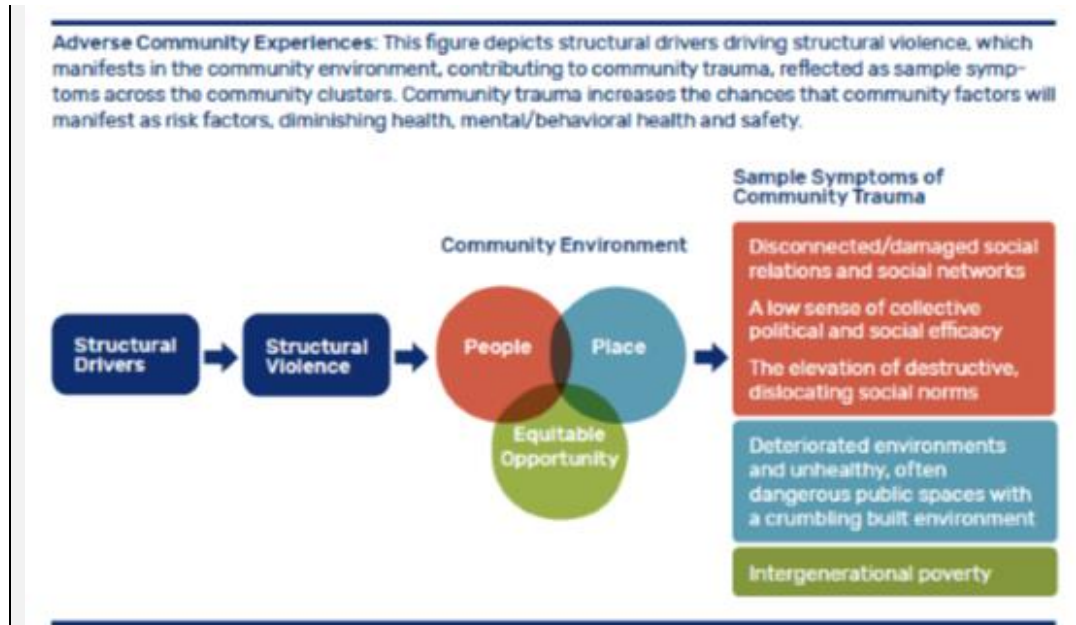 Adverse Community Experiences: This figure depicts structural drivers driving structural violence, which
manifests in the community environment, contributing to community trauma, reflected as sample symp-
toms across the community clusters. Community trauma increases the chances that community factors will
manifest as risk factors, diminishing health, mental/behavioral health and safety.
Structural
Drivers
Structural
Violence
Community Environment
People
Place
Equitable
Opportunity
Sample Symptoms of
Community Trauma
Disconnected/damaged social
relations and social networks
A low sense of collective
political and social efficacy
The elevation of destructive,
dislocating social norms
Deteriorated environments
and unhealthy, often
dangerous public spaces with
a crumbling built environment
Intergenerational poverty